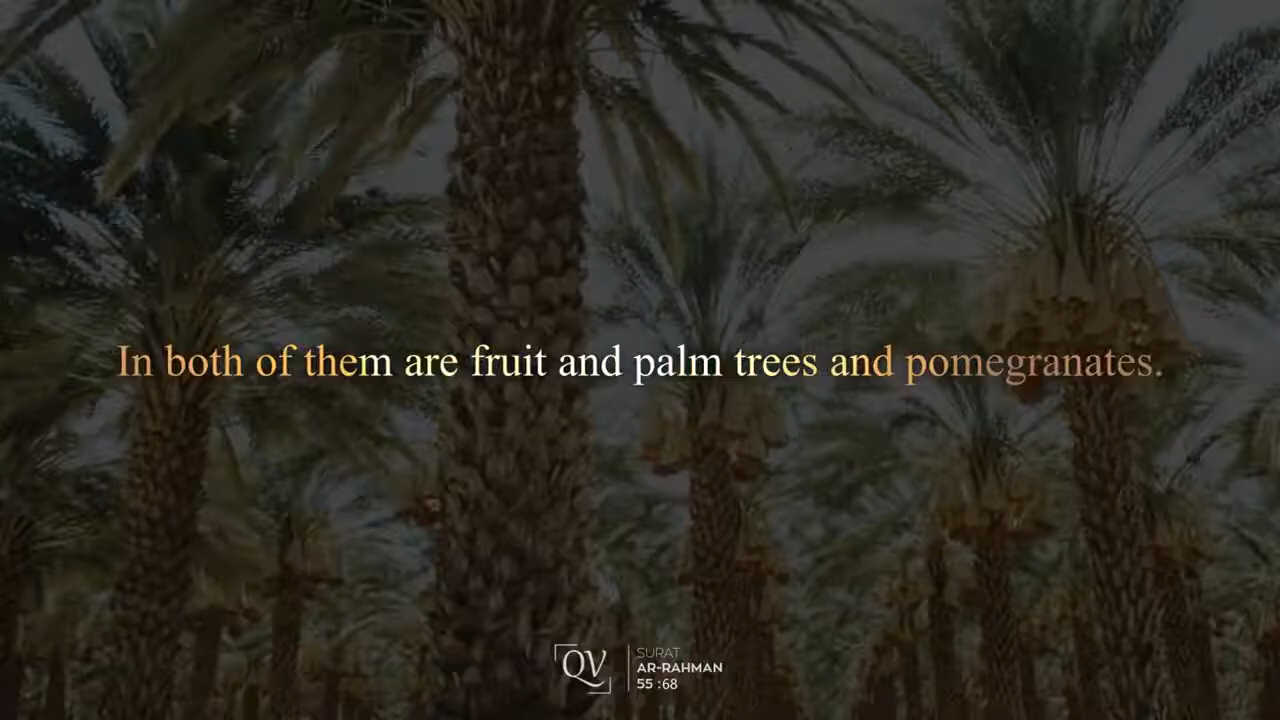 In both of them are fruit and palm trees and pomegranates.
QV
SURAT
AR-RAHMAN
55 :68